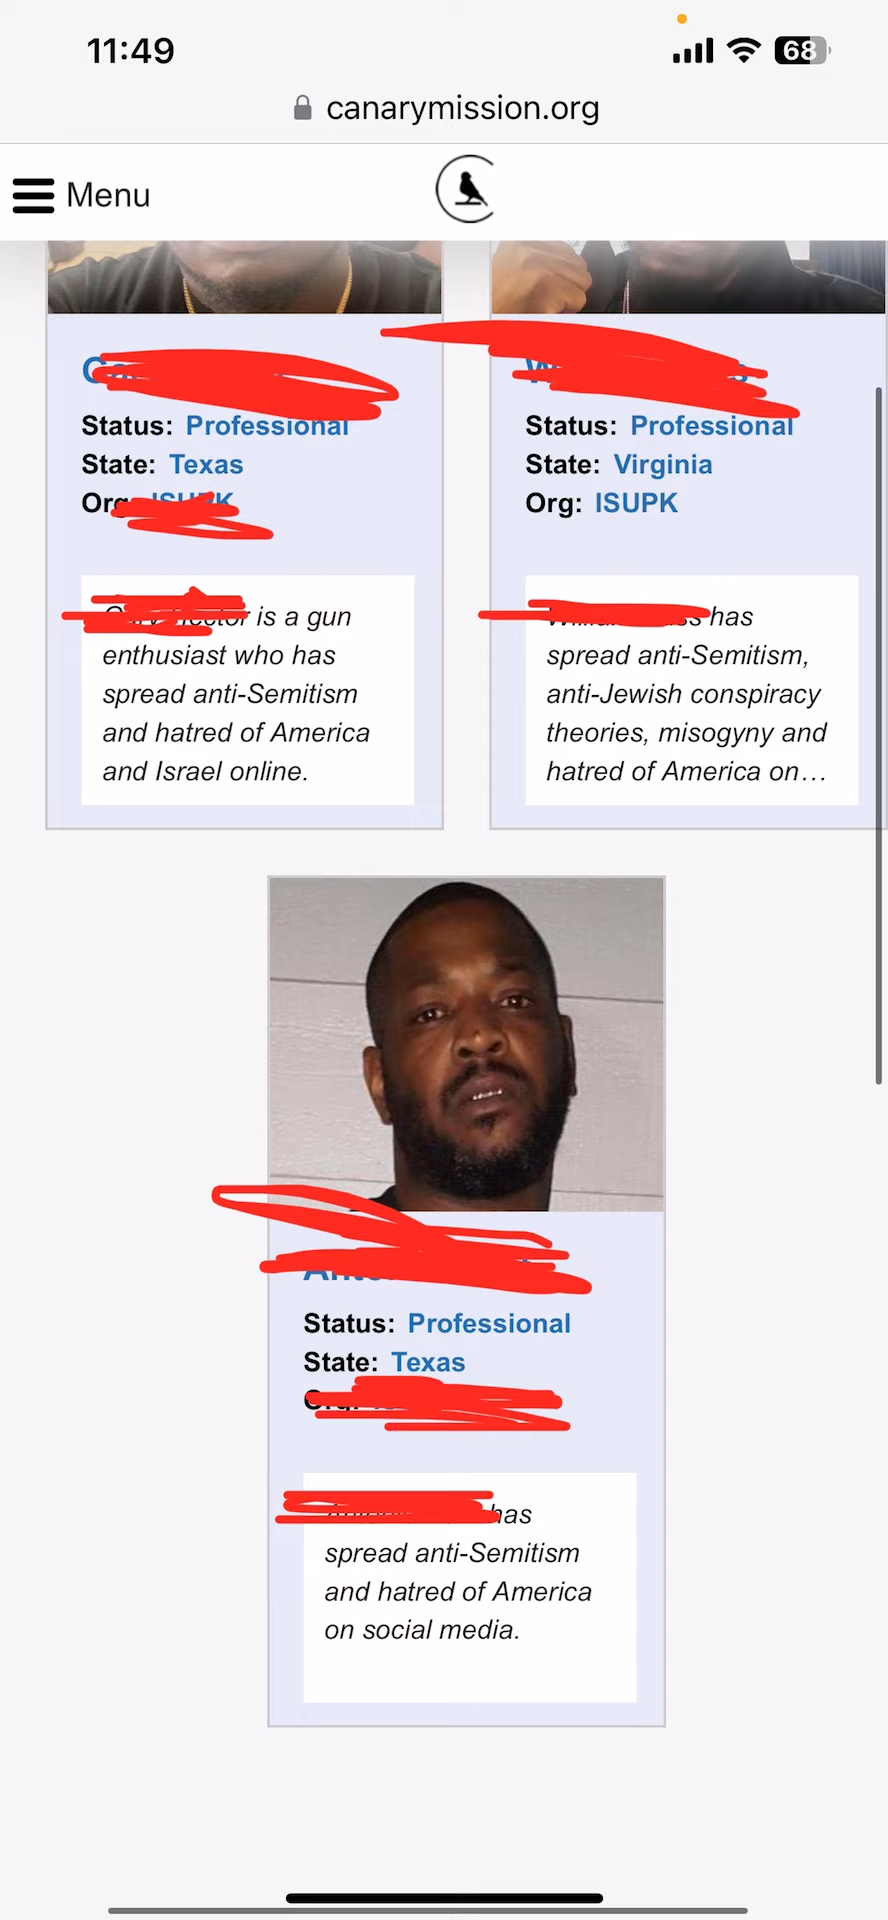 11:49
68
canarymission.org
Menu
Status: Professional
State: Texas
Org: ISUPK
is a gun
enthusiast who has
spread anti-Semitism
and hatred of America
and Israel online.
Status: Professional
State: Virginia
Org: ISUPK
has
spread anti-Semitism,
anti-Jewish conspiracy
theories, misogyny and
hatred of America on...
Status: Professional
State: Texas
has
spread anti-Semitism
and hatred of America
on social media.